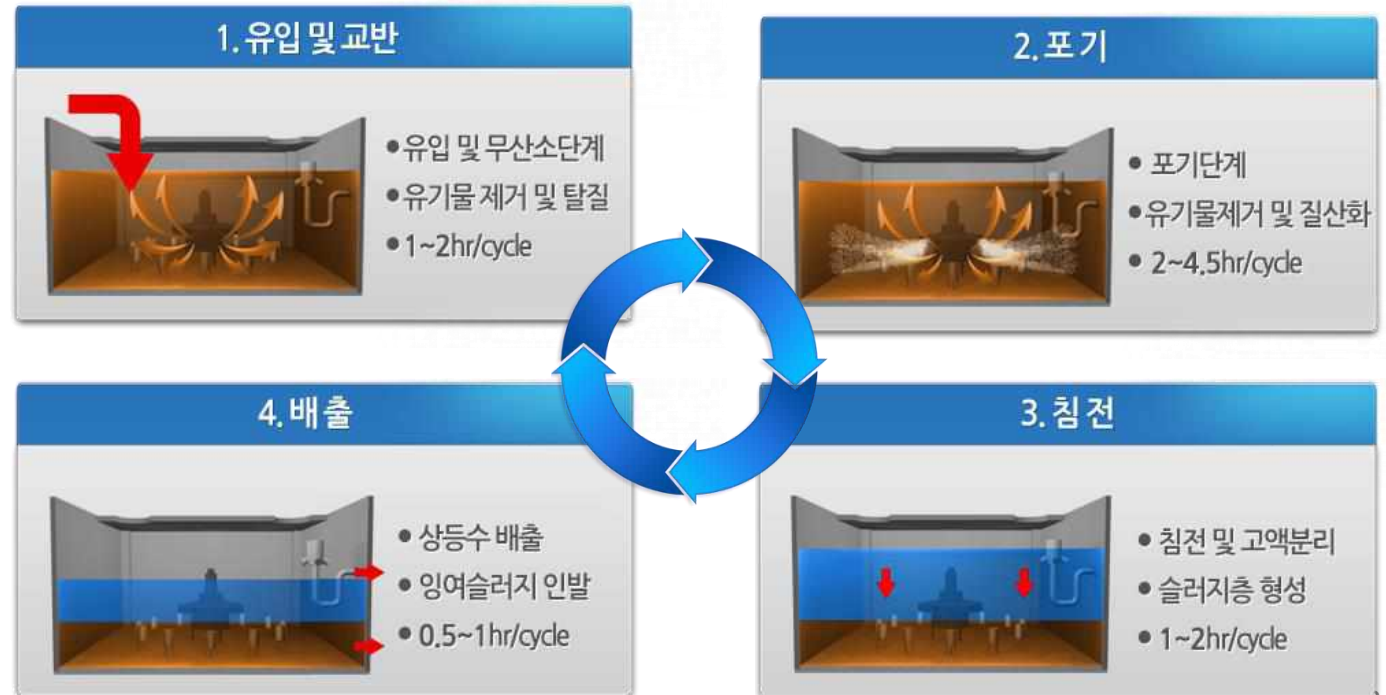 1. 유입 및 교반
● 유입 및 무산소단계
● 유기물 제거 및 탈질
● 1~2hr/cycle
2. 포 기
● 포기단계
● 유기물제거 및 질산화
● 2~4.5hr/cycle
3. 침 전
● 침전 및 고액분리
● 슬러지층 형성
● 1~2hr/cycle
4. 배 출
● 상등수 배출
● 잉여슬러지 인발
● 0.5~1hr/cycle